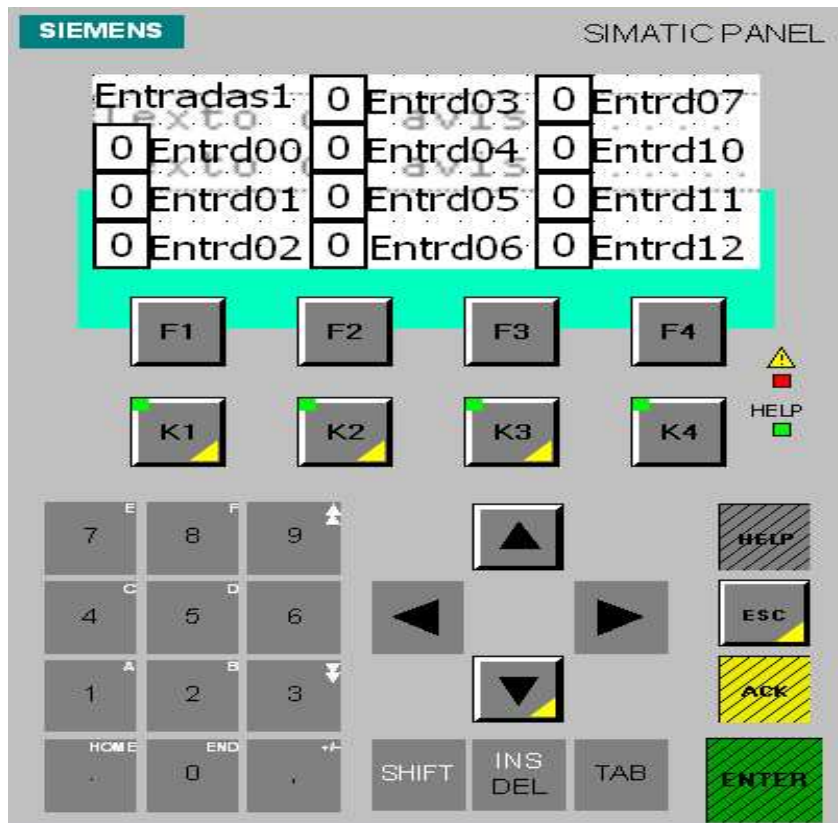 SIEMENS SIMATIC PANEL
Entradas1 0 Entrd03 0 Entrd07
0 Entrd00 0 Entrd04 0 Entrd10
0 Entrd01 0 Entrd05 0 Entrd11
0 Entrd02 0 Entrd06 0 Entrd12
F1 F2 F3 F4
K1 K2 K3 K4 HELP
E F
7 8 9 HELP
C D
4 5 6 ESC
A B
1 2 3 ACK
HOME END +/-
. 0 , SHIFT INS DEL TAB ENTER